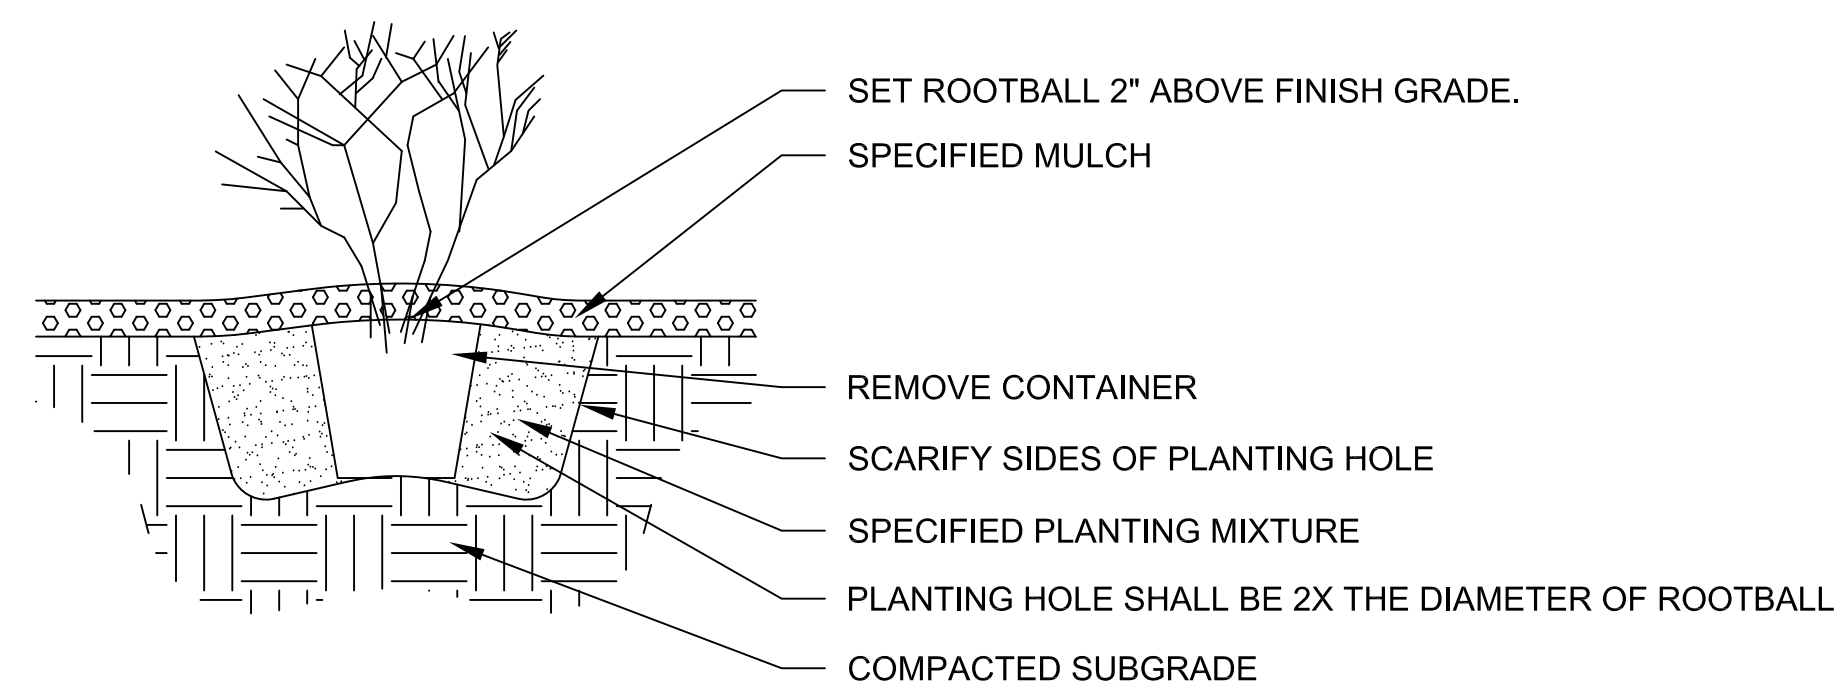 SET ROOTBALL 2" ABOVE FINISH GRADE.
SPECIFIED MULCH
REMOVE CONTAINER
SCARIFY SIDES OF PLANTING HOLE
SPECIFIED PLANTING MIXTURE
PLANTING HOLE SHALL BE 2X THE DIAMETER OF ROOTBALL
COMPACTED SUBGRADE